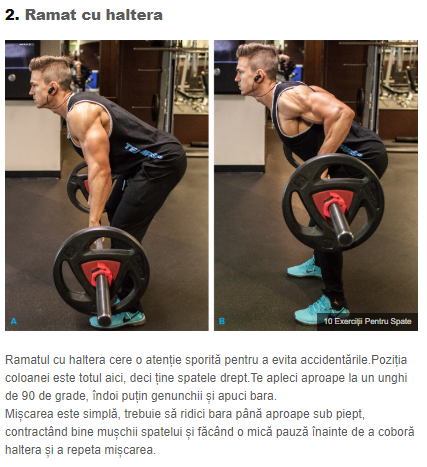 2. Ramat cu haltera
A
B
10 Exerciții Pentru Spate
Ramatul cu haltera cere o atenție sporită pentru a evita accidentările.Poziția
coloanei este totul aici, deci ține spatele drept.Te apleci aproape la un unghi
de 90 de grade, îndoi puțin genunchii și apuci bara.
Mișcarea este simplă, trebuie să ridici bara până aproape sub piept,
contractând bine mușchii spatelui și făcând o mică pauză înainte de a coborâ
haltera și a repeta mișcarea.